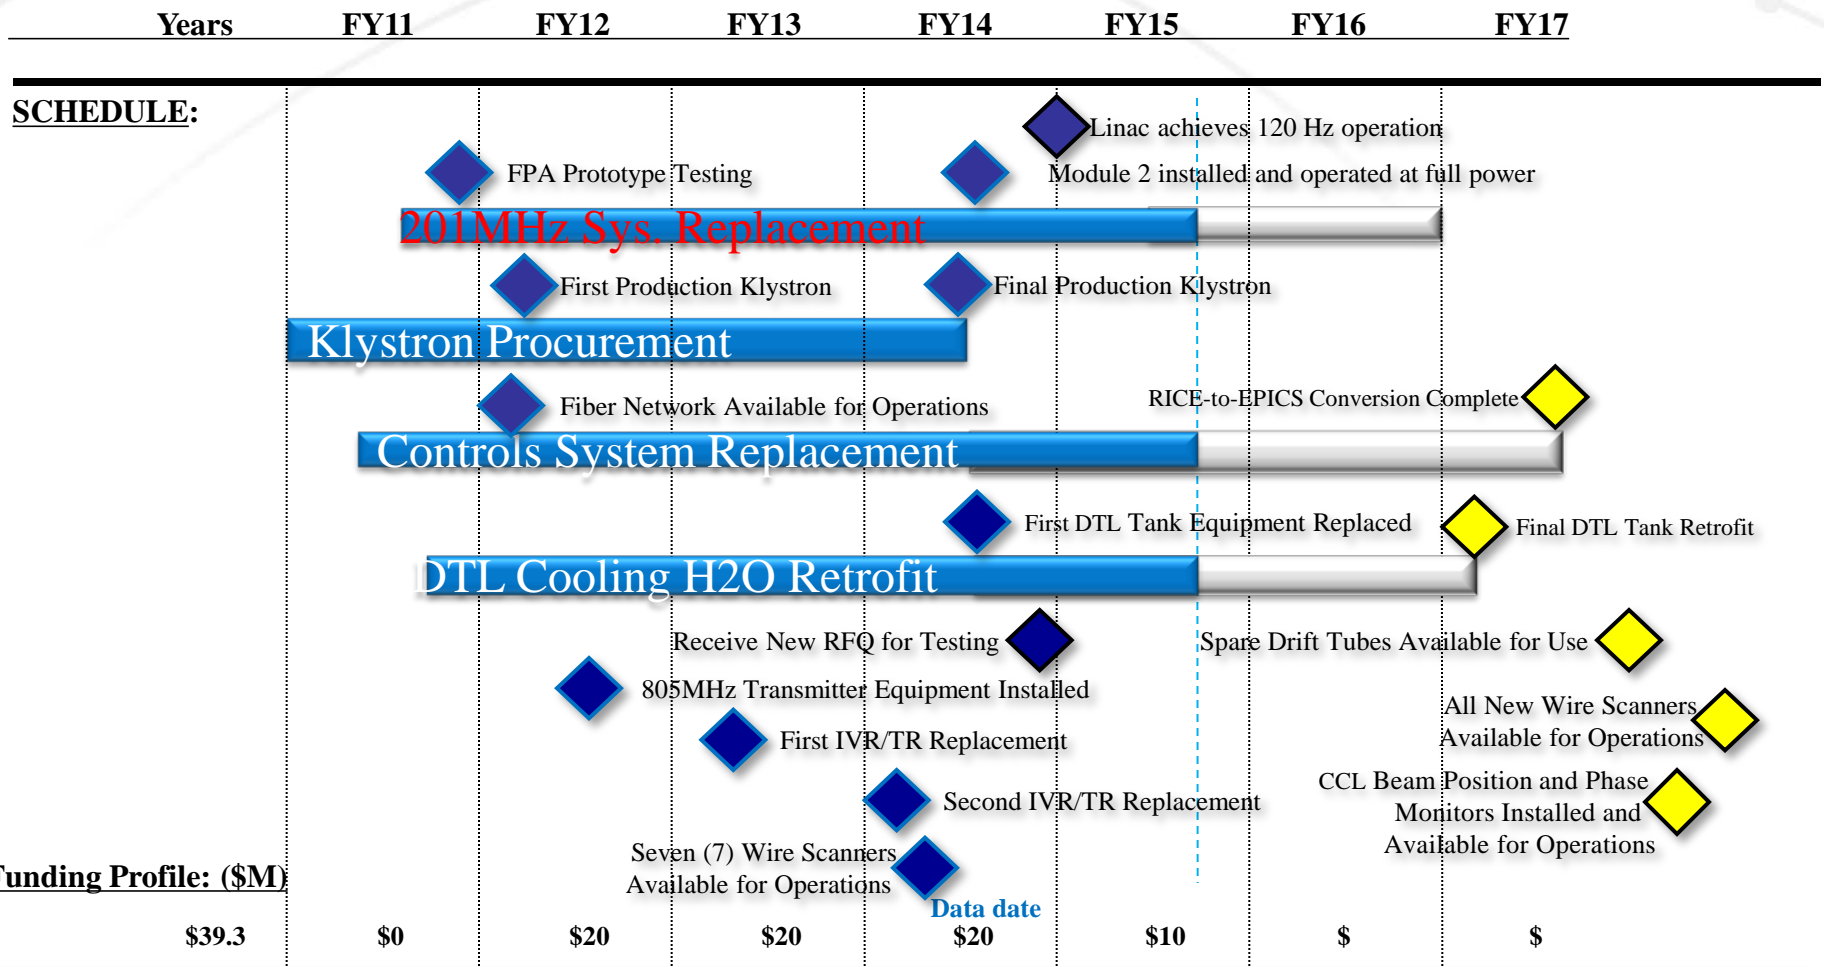 Years FY11 FY12 FY13 FY14 FY15 FY16 FY17
SCHEDULE:
Linac achieves 120 Hz operation
FPA Prototype Testing
Module 2 installed and operated at full power
201MHz Sys. Replacement
First Production Klystron
Final Production Klystron
Klystron Procurement
RICE-to-EPICS Conversion Complete
Fiber Network Available for Operations
Controls System Replacement
First DTL Tank Equipment Replaced
Final DTL Tank Retrofit
DTL Cooling H2O Retrofit
Receive New RFQ for Testing
Spare Drift Tubes Available for Use
805MHz Transmitter Equipment Installed
All New Wire Scanners
Available for Operations
First IVR/TR Replacement
CCL Beam Position and Phase
Monitors Installed and
Available for Operations
Second IVR/TR Replacement
Seven (7) Wire Scanners
Available for Operations
Funding Profile: ($M)
Data date
$39.3 $0 $20 $20 $20 $10 $ $